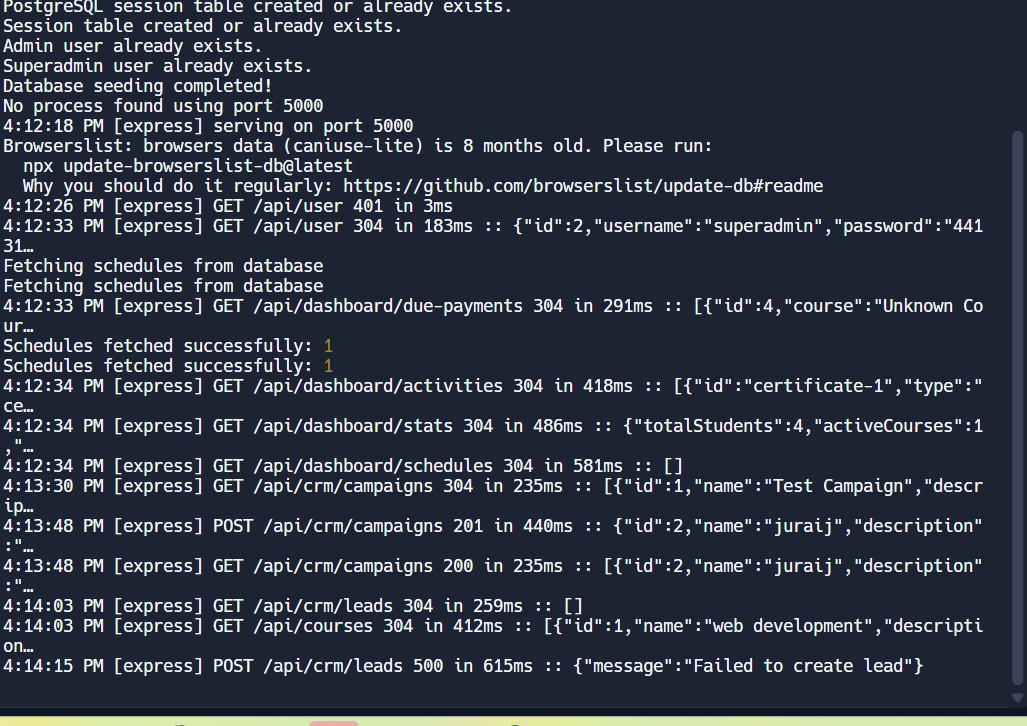 PostgreSQL session table created or already exists.
Session table created or already exists.
Admin user already exists.
Superadmin user already exists.
Database seeding completed!
No process found using port 5000
4:12:18 PM [express] serving on port 5000
Browserslist: browsers data (caniuse-lite) is 8 months old. Please run:
  npx update-browserslist-db@latest
  Why you should do it regularly: https://github.com/browserslist/update-db#readme
4:12:26 PM [express] GET /api/user 401 in 3ms
4:12:33 PM [express] GET /api/user 304 in 183ms :: {"id":2,"username":"superadmin","password":"441
31…
Fetching schedules from database
Fetching schedules from database
4:12:33 PM [express] GET /api/dashboard/due-payments 304 in 291ms :: [{"id":4,"course":"Unknown Co
ur…
Schedules fetched successfully: 1
Schedules fetched successfully: 1
4:12:34 PM [express] GET /api/dashboard/activities 304 in 418ms :: [{"id":"certificate-1","type":"
ce…
4:12:34 PM [express] GET /api/dashboard/stats 304 in 486ms :: {"totalStudents":4,"activeCourses":1
,"…
4:12:34 PM [express] GET /api/dashboard/schedules 304 in 581ms :: []
4:13:30 PM [express] GET /api/crm/campaigns 304 in 235ms :: [{"id":1,"name":"Test Campaign","descr
ip…
4:13:48 PM [express] POST /api/crm/campaigns 201 in 440ms :: {"id":2,"name":"juraij","description"
:"…
4:13:48 PM [express] GET /api/crm/campaigns 200 in 235ms :: [{"id":2,"name":"juraij","description"
:"…
4:14:03 PM [express] GET /api/crm/leads 304 in 259ms :: []
4:14:03 PM [express] GET /api/courses 304 in 412ms :: [{"id":1,"name":"web development","descripti
on…
4:14:15 PM [express] POST /api/crm/leads 500 in 615ms :: {"message":"Failed to create lead"}